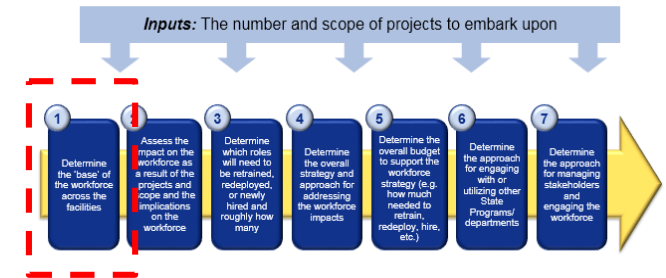 Inputs: The number and scope of projects to embark upon
1
Determine
the 'base' of
the workforce
across the
facilities
2
Assess the
impact on the
workforce as
a result of the
projects and
scope and the
implications
on the
workforce
3
Determine
which roles
will need to
be retrained,
redeployed,
or newly
hired and
roughly how
many
4
Determine
the overall
strategy and
approach for
addressing
the workforce
impacts
5
Determine the
overall budget
to support the
workforce
strategy (e.g.
how much
needed to
retrain,
redeploy, hire,
etc.)
6
Determine
the approach
for engaging
with or
utilizing other
State
Programs/
departments
7
Determine
the approach
for managing
stakeholders
and
engaging the
workforce